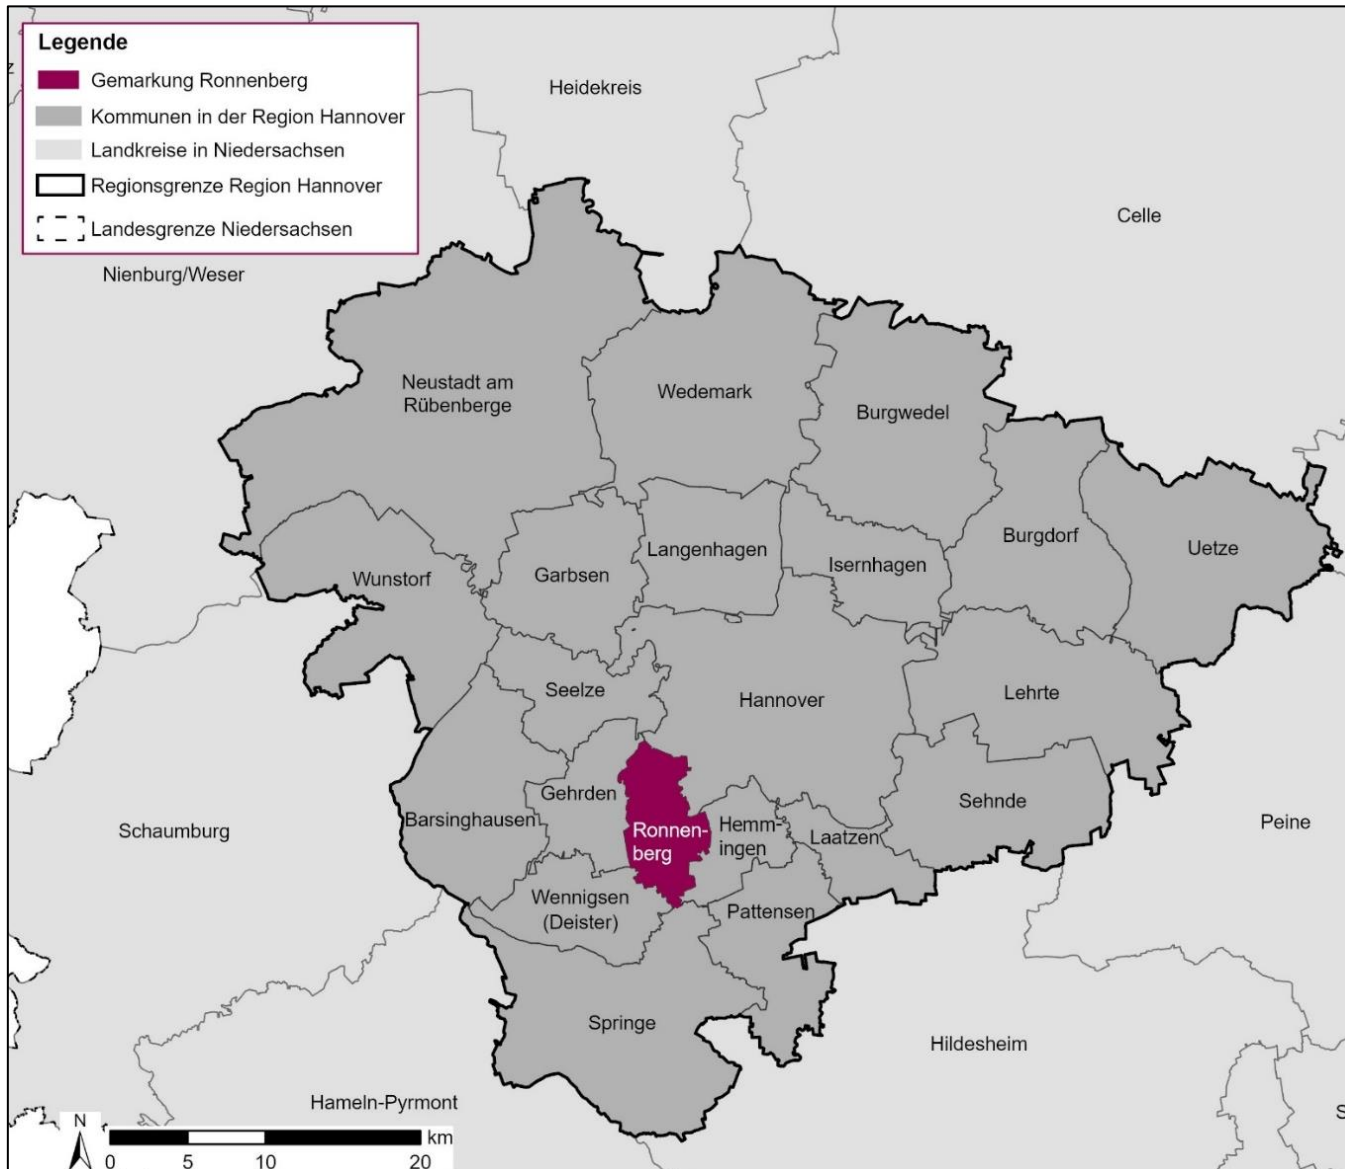 Legende
Gemarkung Ronnenberg
Kommunen in der Region Hannover
Landkreise in Niedersachsen
Regionsgrenze Region Hannover
Landesgrenze Niedersachsen
Heidekreis
Celle
Nienburg/Weser
Neustadt am
Rübenberge
Wedemark
Burgwedel
Burgdorf
Uetze
Langenhagen
Isernhagen
Garbsen
Wunstorf
Seelze
Hannover
Lehrte
Gehrden
Sehnde
Barsinghausen
Schaumburg
Ronnen-
berg
Hemm-
ingen
Laatzen
Peine
Wennigsen
(Deister)
Pattensen
Springe
Hildesheim
Hameln-Pyrmont
N
km
0 5 10 20